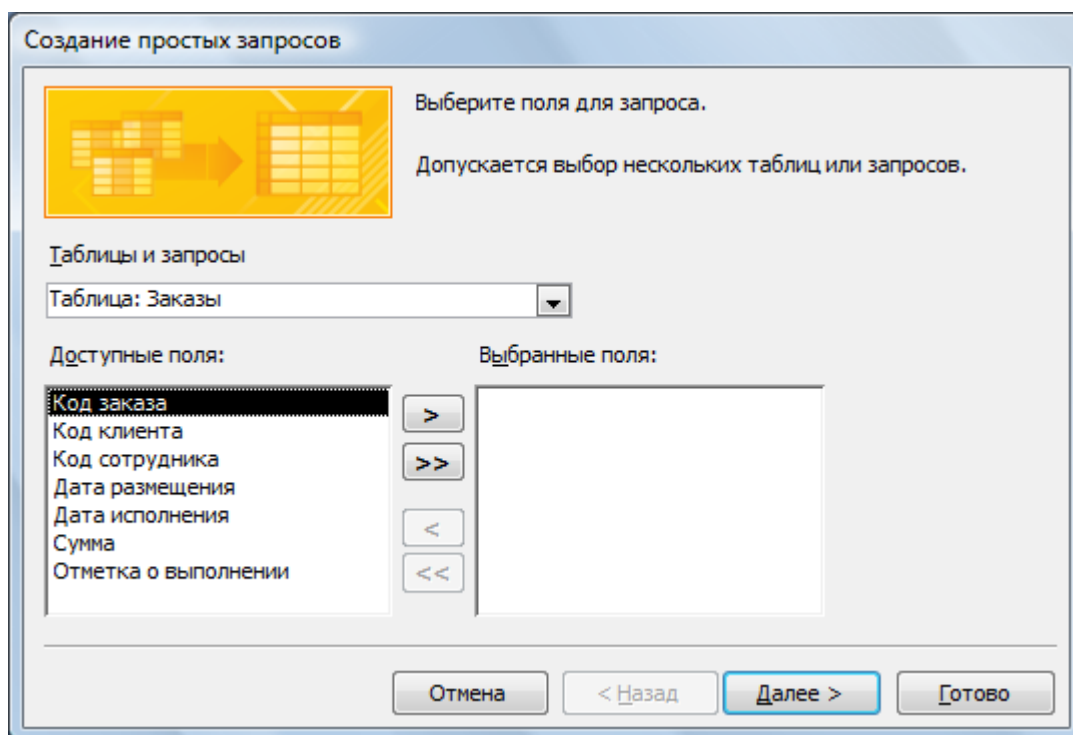 Создание простых запросов
Выберите поля для запроса.
Допускается выбор нескольких таблиц или запросов.
Таблицы и запросы
Таблица: Заказы
Доступные поля:
Выбранные поля:
Код заказа
Код клиента
Код сотрудника
Дата размещения
Дата исполнения
Сумма
Отметка о выполнении
>
>>
<
<<
Отмена
< Назад
Далее >
Готово